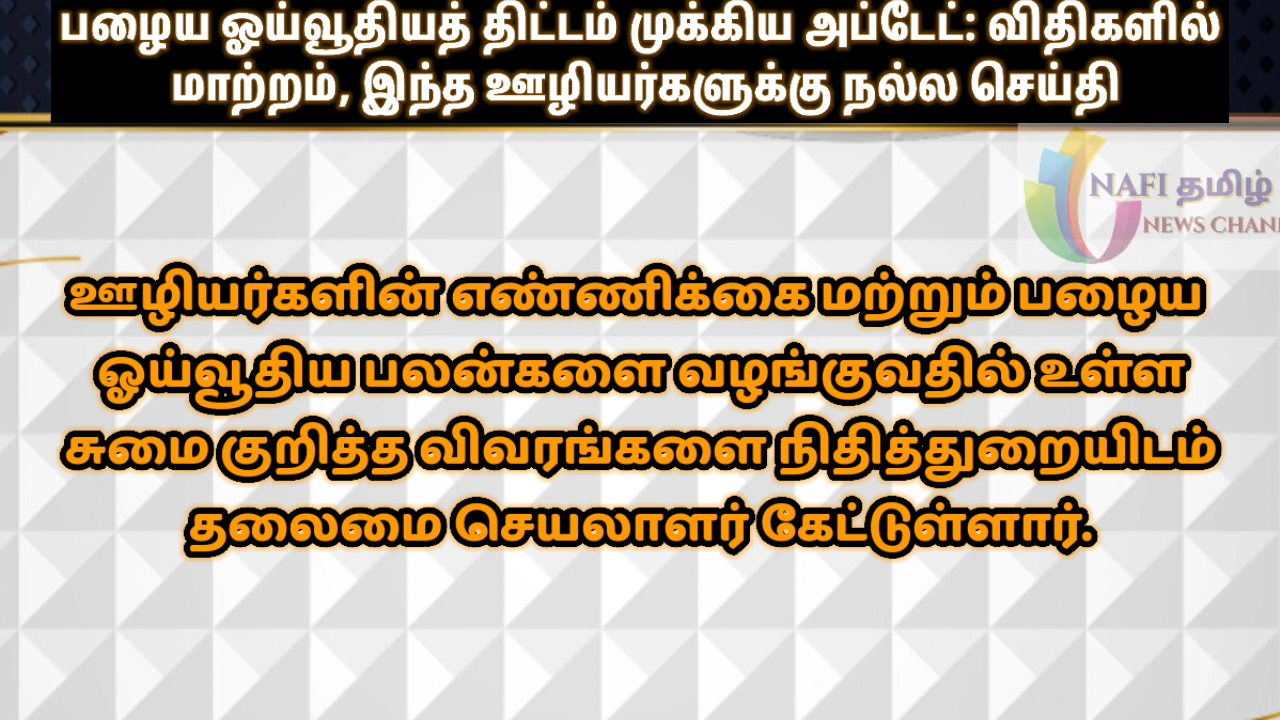 பழைய ஓய்வூதியத் திட்டம் முக்கிய அப்டேட்: விதிகளில்
மாற்றம், இந்த ஊழியர்களுக்கு நல்ல செய்தி
NAFI தமிழ்
NEWS CHAN
ஊழியர்களின் எண்ணிக்கை மற்றும் பழைய
ஓய்வூதிய பலன்களை வழங்குவதில் உள்ள
சுமை குறித்த விவரங்களை நிதித்துறையிடம்
தலைமை செயலாளர் கேட்டுள்ளார்.